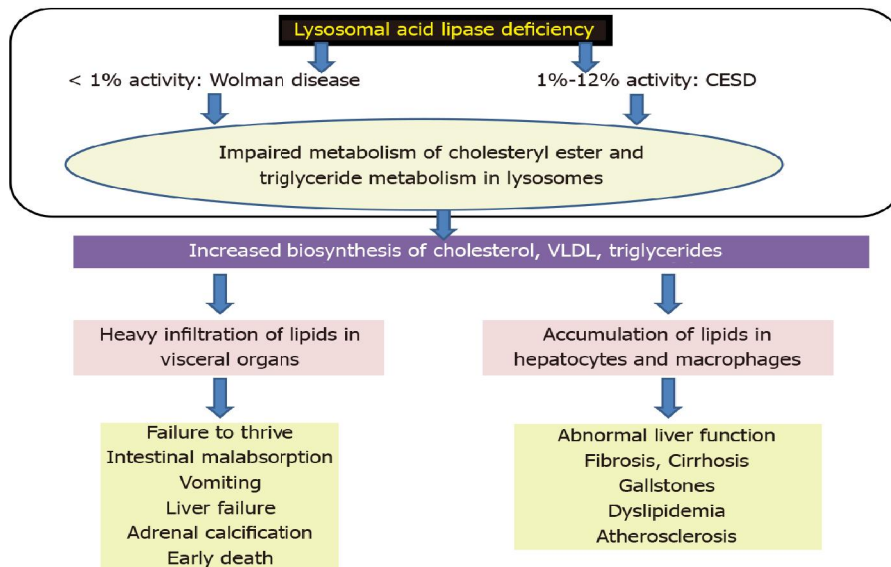 Lysosomal acid lipase deficiency
< 1% activity: Wolman disease
1%-12% activity: CESD
Impaired metabolism of cholesteryl ester and
triglyceride metabolism in lysosomes
Increased biosynthesis of cholesterol, VLDL, triglycerides
Heavy infiltration of lipids in
visceral organs
Accumulation of lipids in
hepatocytes and macrophages
Failure to thrive
Intestinal malabsorption
Vomiting
Liver failure
Adrenal calcification
Early death
Abnormal liver function
Fibrosis, Cirrhosis
Gallstones
Dyslipidemia
Atherosclerosis